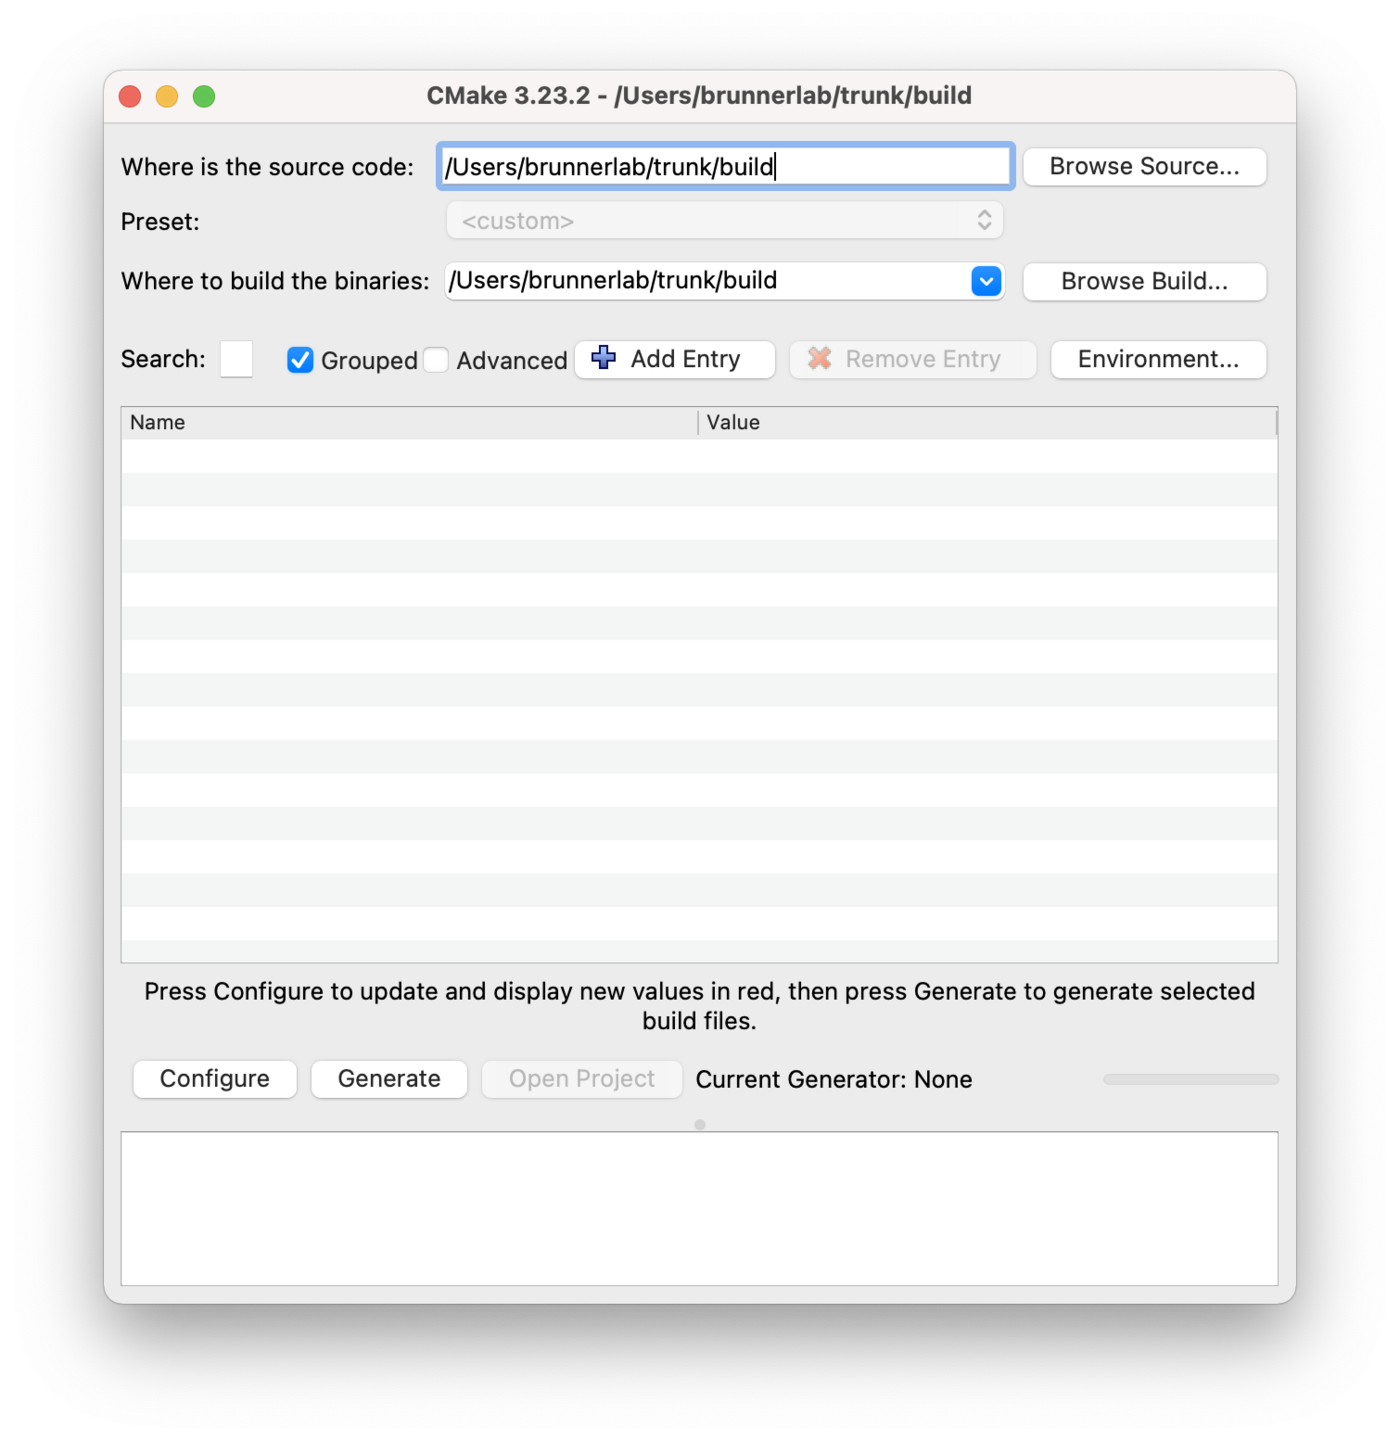 CMake 3.23.2 - /Users/brunnerlab/trunk/build
Where is the source code: /Users/brunnerlab/trunk/build Browse Source...
Preset: <custom>
Where to build the binaries: /Users/brunnerlab/trunk/build Browse Build...
Search: Grouped Advanced Add Entry Remove Entry Environment...
Name Value
Press Configure to update and display new values in red, then press Generate to generate selected
build files.
Configure Generate Open Project Current Generator: None